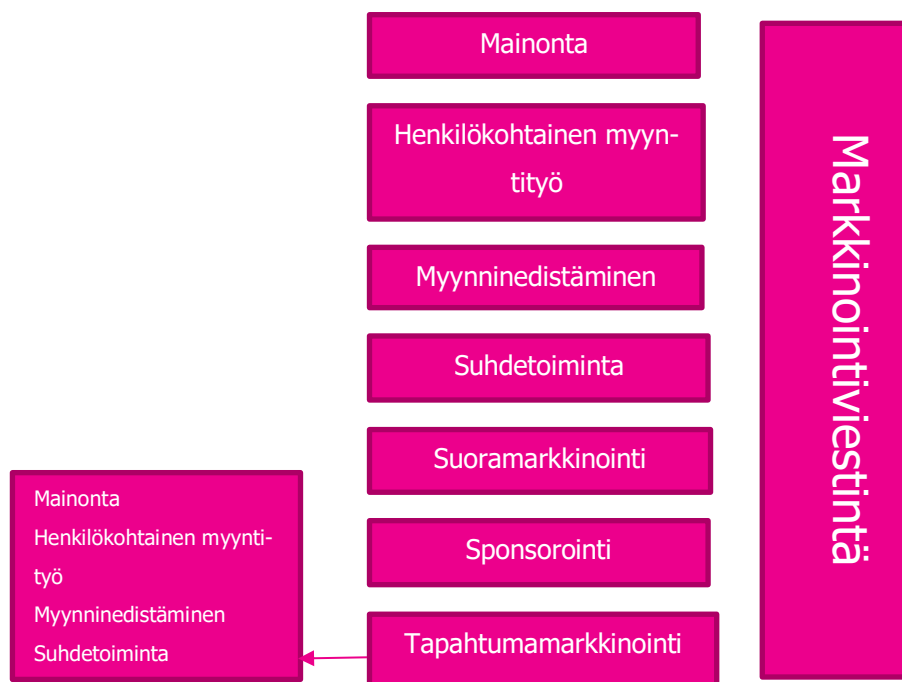 Mainonta
Henkilökohtainen myyn-
tityö
Myynninedistäminen
Suhdetoiminta
Suoramarkkinointi
Sponsorointi
Tapahtumamarkkinointi
Mainonta
Henkilökohtainen myynti-
työ
Myynninedistäminen
Suhdetoiminta
Markkinointiviestintä